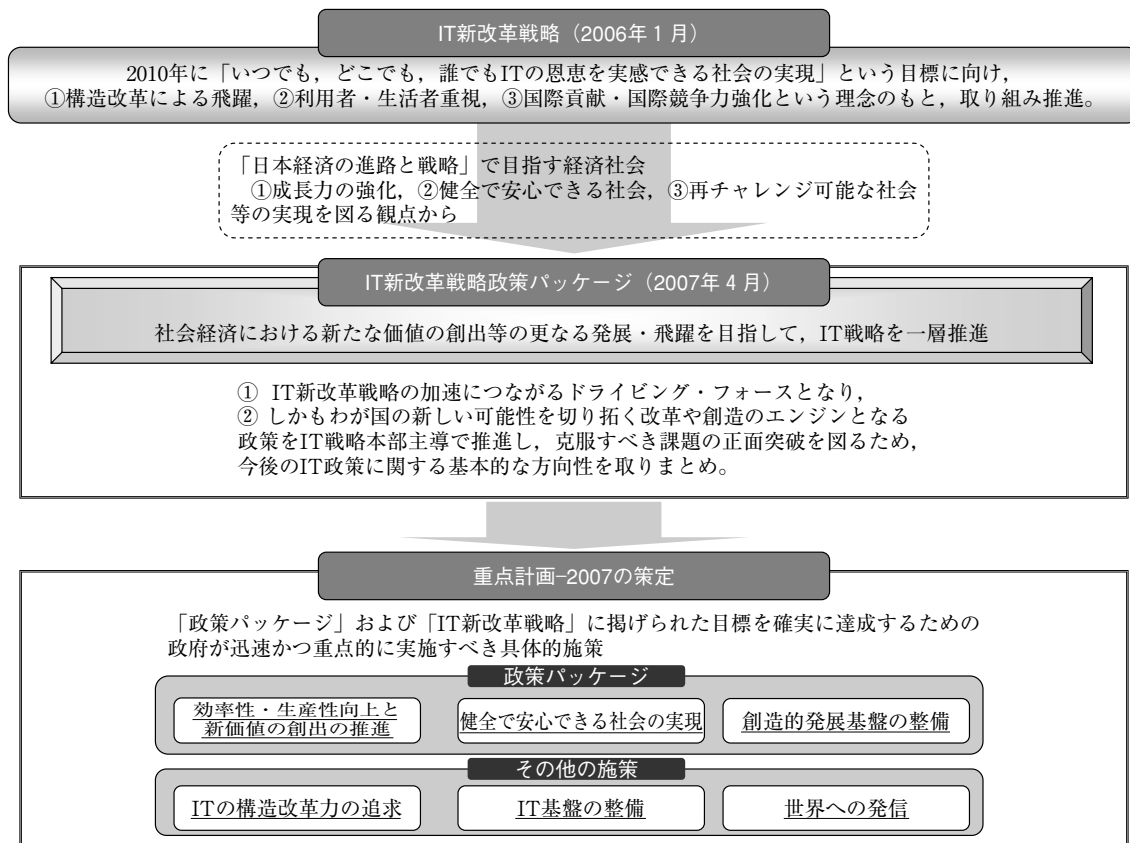 IT新改革戦略（2006年１月）
2010年に「いつでも，どこでも，誰でもITの恩恵を実感できる社会の実現」という目標に向け，
①構造改革による飛躍，②利用者・生活者重視，③国際貢献・国際競争力強化という理念のもと，取り組み推進。
「日本経済の進路と戦略」で目指す経済社会
①成長力の強化，②健全で安心できる社会，③再チャレンジ可能な社会
等の実現を図る観点から
IT新改革戦略政策パッケージ（2007年４月）
社会経済における新たな価値の創出等の更なる発展・飛躍を目指して，IT戦略を一層推進
① IT新改革戦略の加速につながるドライビング・フォースとなり，
② しかもわが国の新しい可能性を切り拓く改革や創造のエンジンとなる
政策をIT戦略本部主導で推進し，克服すべき課題の正面突破を図るため，
今後のIT政策に関する基本的な方向性を取りまとめ。
重点計画−2007の策定
「政策パッケージ」および「IT新改革戦略」に掲げられた目標を確実に達成するための
政府が迅速かつ重点的に実施すべき具体的施策
政策パッケージ
効率性・生産性向上と
新価値の創出の推進
健全で安心できる社会の実現
創造的発展基盤の整備
その他の施策
ITの構造改革力の追求
IT基盤の整備
世界への発信